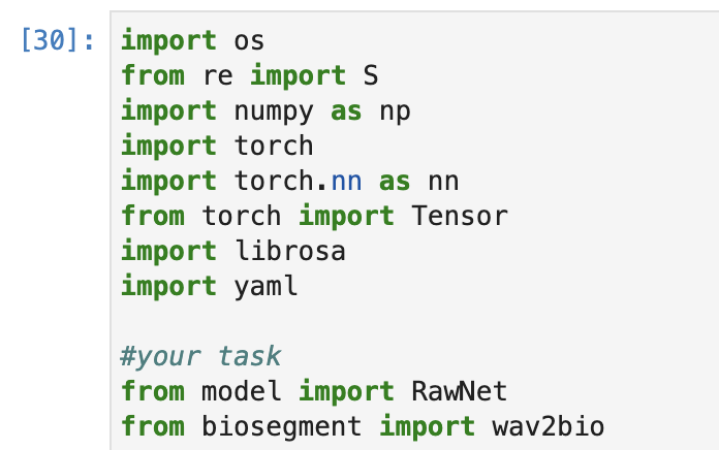 [30]: import os
from re import S
import numpy as np
import torch
import torch.nn as nn
from torch import Tensor
import librosa
import yaml
#your task
from model import RawNet
from biosegment import wav2bio